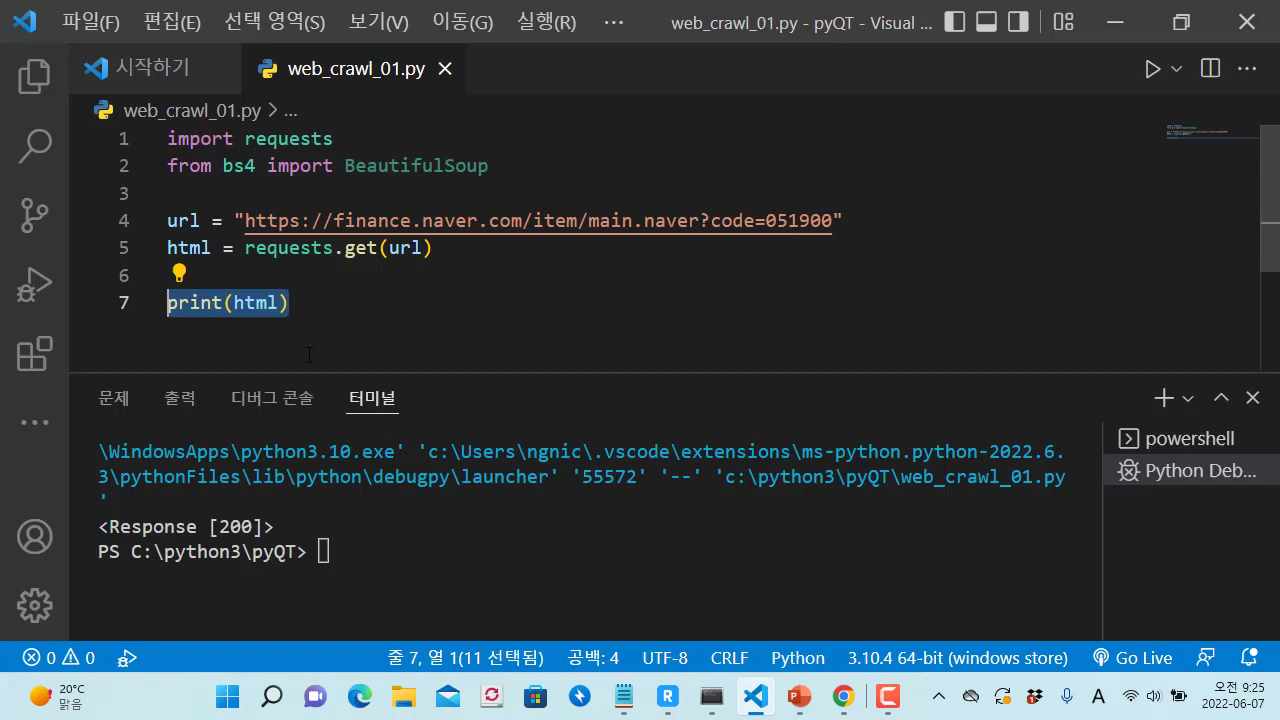 파일(F) 편집(E) 선택 영역(S) 보기(V) 이동(G) 실행(R) ··· web_crawl_01.py - pyQT - Visual ...
시작하기 web_crawl_01.py
web_crawl_01.py > ...
1 import requests
2 from bs4 import BeautifulSoup
3
4 url = "https://finance.naver.com/item/main.naver?code=051900"
5 html = requests.get(url)
6
7 print(html)
문제 출력 디버그 콘솔 터미널
\WindowsApps\python3.10.exe' 'c:\Users\ngnic\.vscode\extensions\ms-python.python-2022.6.
3\pythonFiles\lib\python\debugpy\launcher' '55572' '--' 'c:\python3\pyQT\web_crawl_01.py
'
<Response [200]>
PS C:\python3\pyQT>
powershell
Python Deb...
0 0 줄 7, 열 1(11 선택됨) 공백: 4 UTF-8 CRLF Python 3.10.4 64-bit (windows store) Go Live
20°C
맑음
A
오전 9:25
2022-06-07